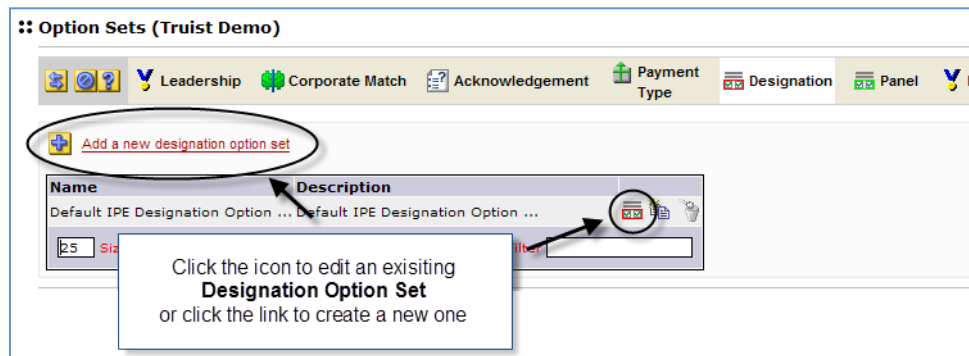 Option Sets (Truist Demo)
Leadership Corporate Match Acknowledgement Payment Type Designation Panel
Add a new designation option set
Name Description
Default IPE Designation Option ... Default IPE Designation Option ...
25
Click the icon to edit an exisiting
Designation Option Set
or click the link to create a new one